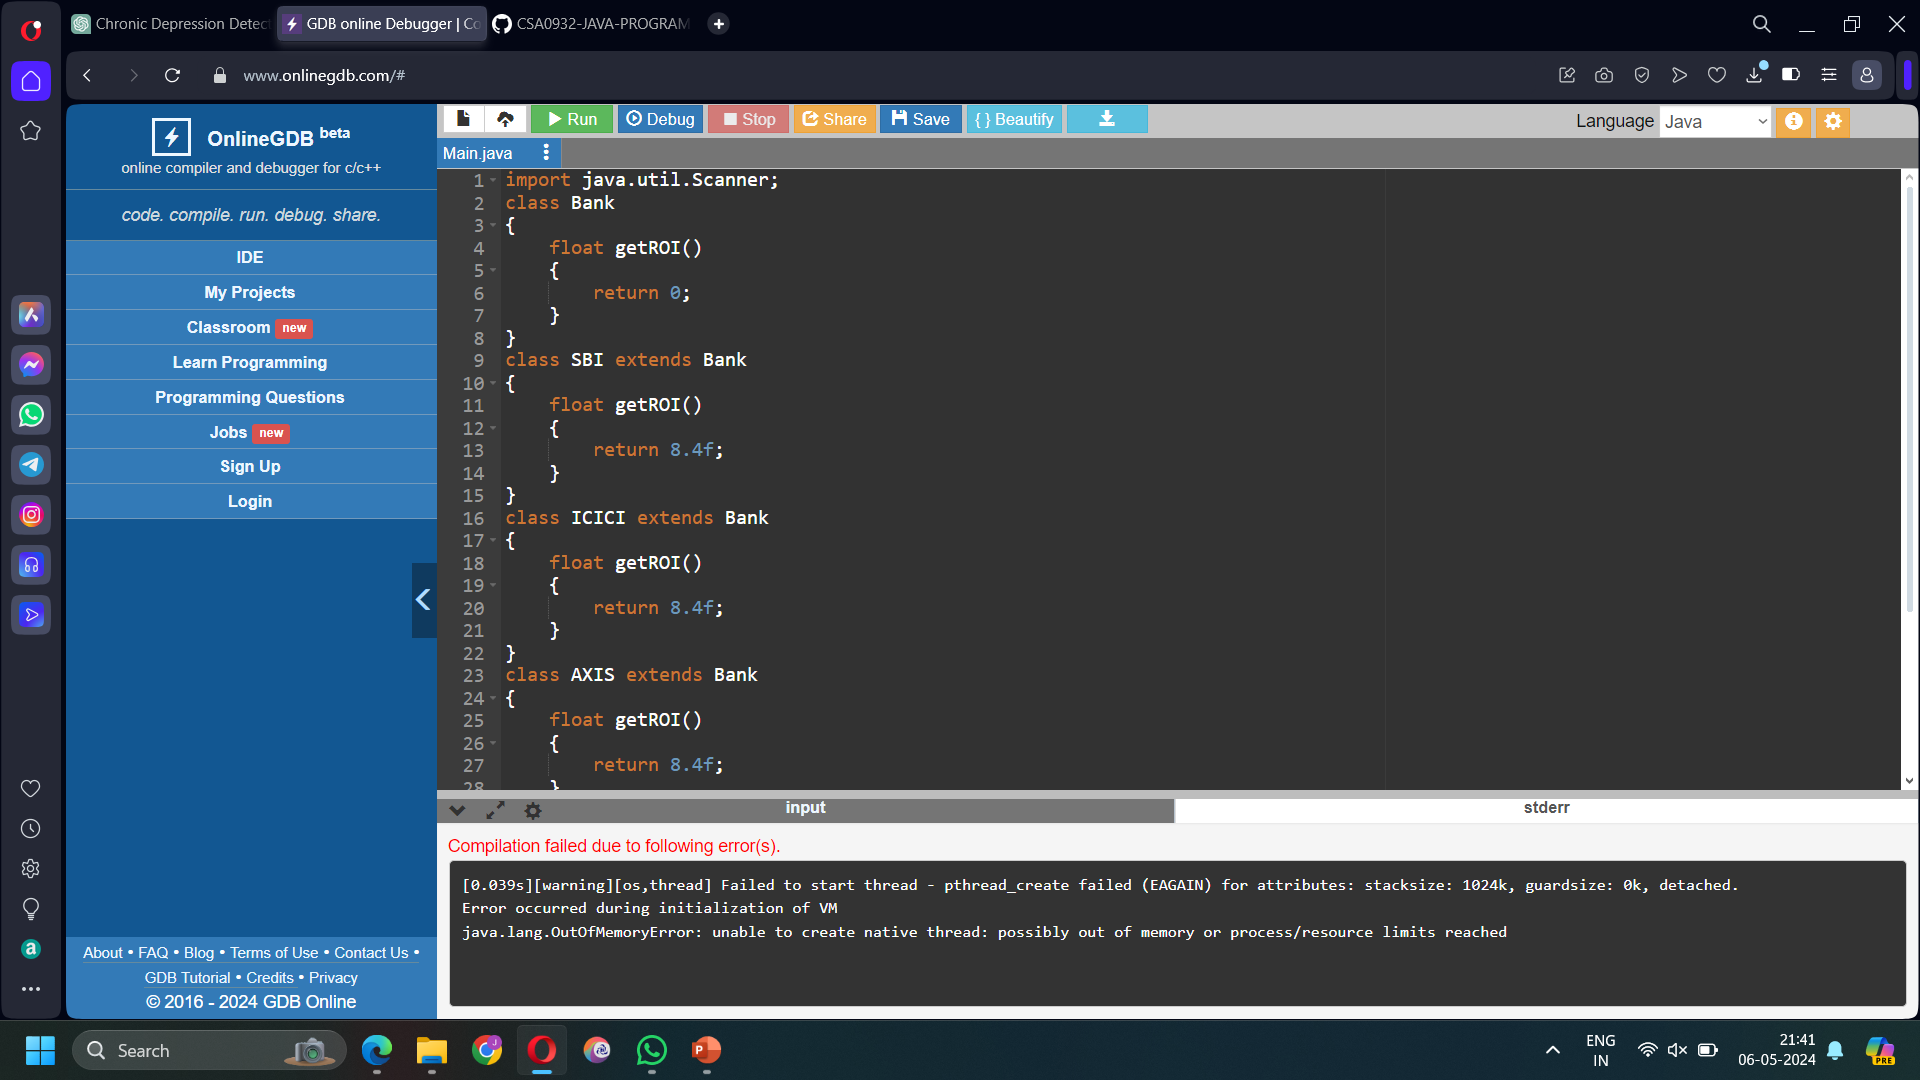 Chronic Depression Detect
GDB online Debugger | Co
CSA0932-JAVA-PROGRAM
www.onlinegdb.com/#
OnlineGDB beta
online compiler and debugger for c/c++
code. compile. run. debug. share.
IDE
My Projects
Classroom new
Learn Programming
Programming Questions
Jobs new
Sign Up
Login
About • FAQ • Blog • Terms of Use • Contact Us •
GDB Tutorial • Credits • Privacy
© 2016 - 2024 GDB Online
Run Debug Stop Share Save { } Beautify
Language Java
Main.java
1 import java.util.Scanner;
2 class Bank
3 {
4 float getROI()
5 {
6 return 0;
7 }
8 }
9 class SBI extends Bank
10 {
11 float getROI()
12 {
13 return 8.4f;
14 }
15 }
16 class ICICI extends Bank
17 {
18 float getROI()
19 {
20 return 8.4f;
21 }
22 }
23 class AXIS extends Bank
24 {
25 float getROI()
26 {
27 return 8.4f;
28 }
input
stderr
Compilation failed due to following error(s).
[0.039s][warning][os,thread] Failed to start thread - pthread_create failed (EAGAIN) for attributes: stacksize: 1024k, guardsize: 0k, detached.
Error occurred during initialization of VM
java.lang.OutOfMemoryError: unable to create native thread: possibly out of memory or process/resource limits reached
Search
ENG
IN
21:41
06-05-2024
PRE